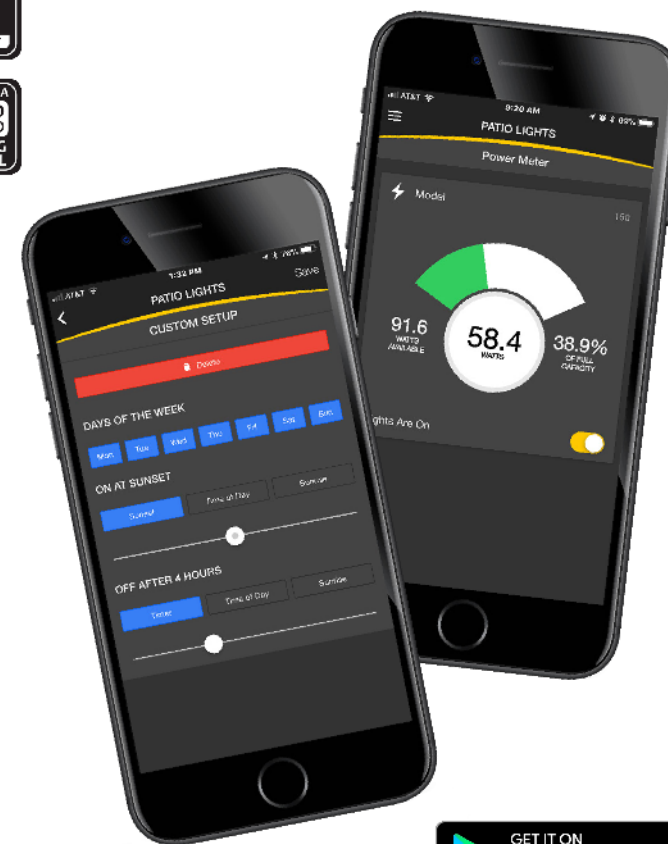 AT&T
9:20 AM
69%
PATIO LIGHTS
Power Meter
Model
150
91.6
WATTS
AVAILABLE
58.4
WATTS
38.9%
OF FULL
CAPACITY
ghts Are On
AT&T
1:32 PM
PATIO LIGHTS
Save
CUSTOM SETUP
Delete
DAYS OF THE WEEK
Mon Tue Wed Thu Fri Sat Sun
ON AT SUNSET
Sunset Time of Day Sunrise
OFF AFTER 4 HOURS
Timer Time of Day Sunrise
GET IT ON